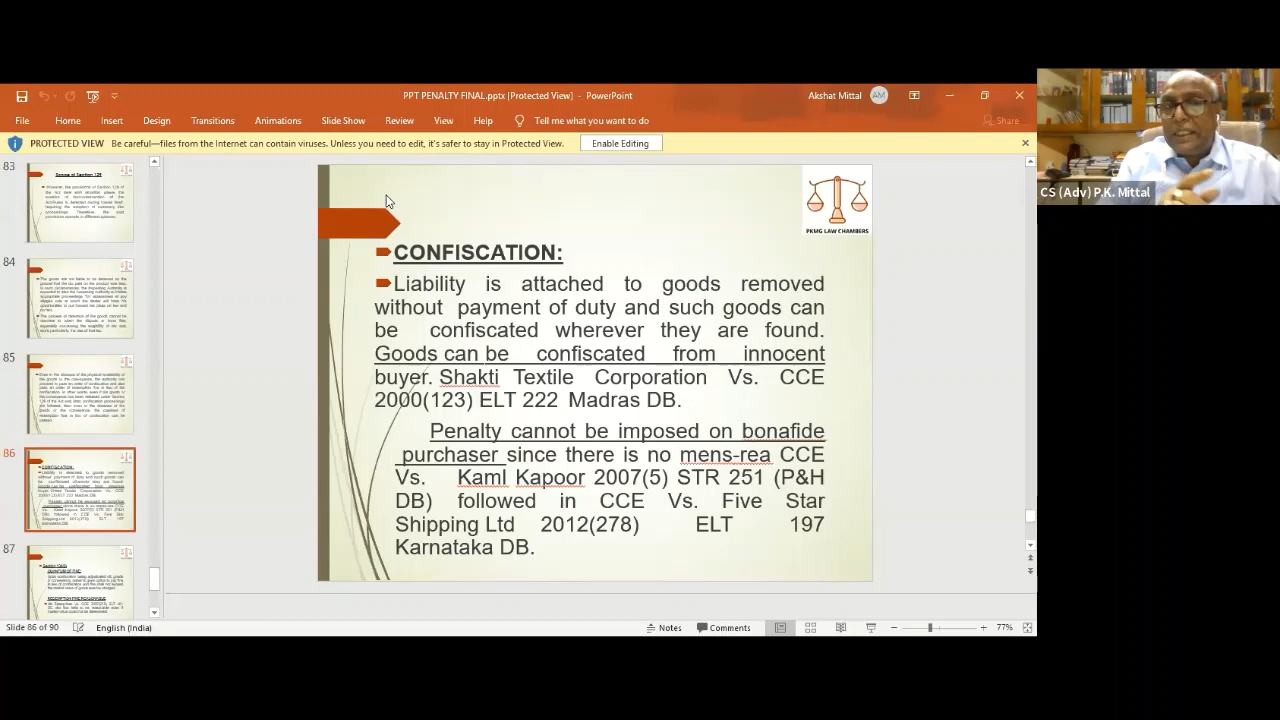 PPT PENALTY FINAL.pptx [Protected View] - PowerPoint
Akshat Mittal
AM
File Home Insert Design Transitions Animations Slide Show Review View Help Tell me what you want to do
Share
PROTECTED VIEW Be careful—files from the Internet can contain viruses. Unless you need to edit, it's safer to stay in Protected View.
Enable Editing
CS (Adv) P.K. Mittal
83
84
85
86
87
PKMG LAW CHAMBERS
CONFISCATION:
Liability is attached to goods removed
without payment of duty and such goods can
be confiscated wherever they are found.
Goods can be confiscated from innocent
buyer. Shakti Textile Corporation Vs. CCE
2000(123) ELT 222 Madras DB.
Penalty cannot be imposed on bonafide
purchaser since there is no mens-rea CCE
Vs. Kaml Kapoor 2007(5) STR 251 (P&H
DB) followed in CCE Vs. Five Star
Shipping Ltd 2012(278) ELT 197
Karnataka DB.
Slide 86 of 90
English (India)
Notes
Comments
77%